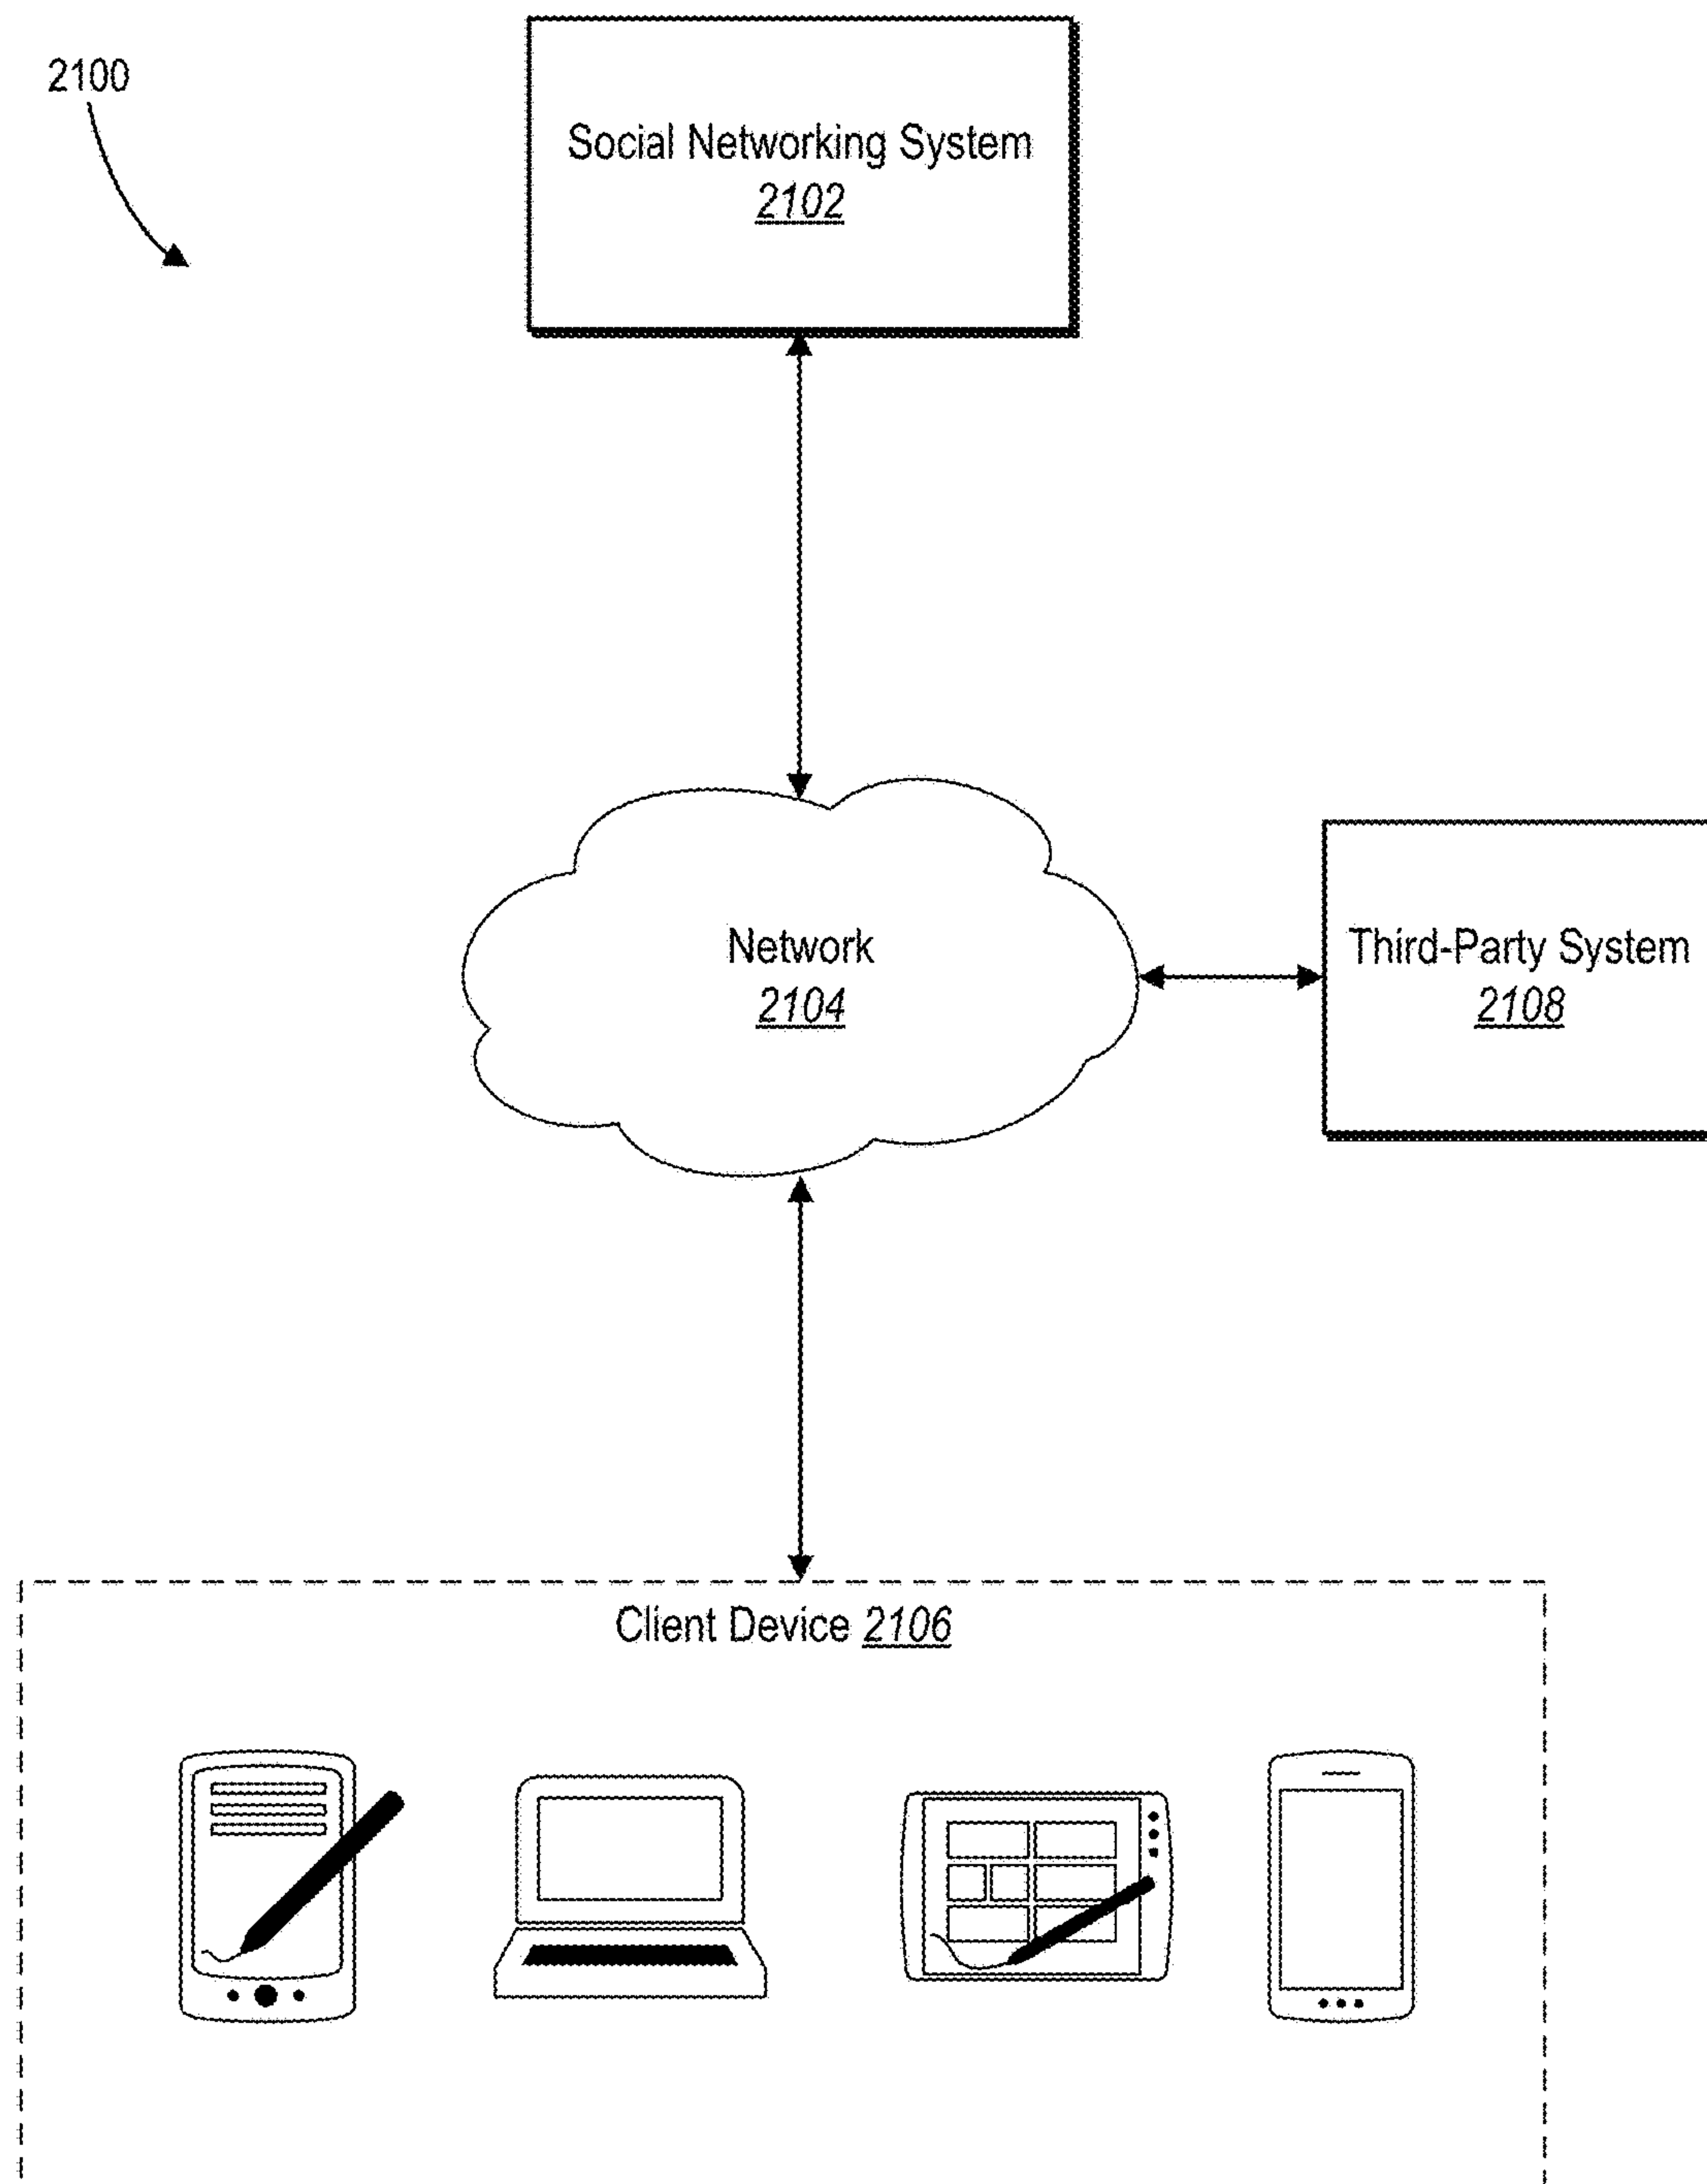 2100
Social Networking System
2102
Network
2104
Third-Party System
2108
Client Device 2106